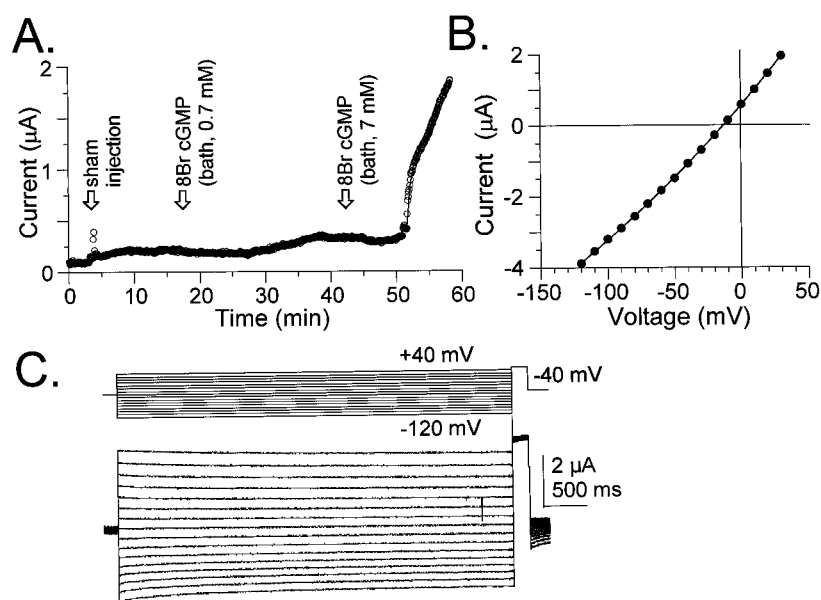 A.
2
1
0
Current (µA)
sham
injection
8Br cGMP
(bath, 0.7 mM)
8Br cGMP
(bath, 7 mM)
0 10 20 30 40 50 60
Time (min)
B.
2
0
-2
-4
Current (µA)
-150 -100 -50 0 50
Voltage (mV)
C.
+40 mV
-40 mV
-120 mV
2 µA
500 ms